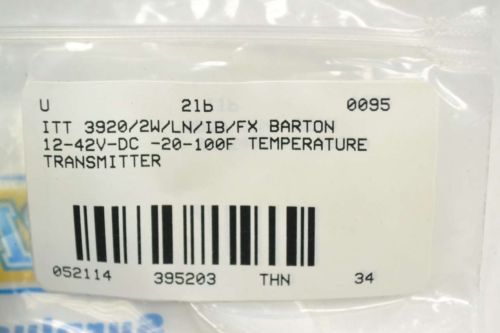 U 21b 0095
ITT 3920/2W/LN/IB/FX BARTON
12-42V-DC -20-100F TEMPERATURE
TRANSMITTER
052114 395203 THN 34